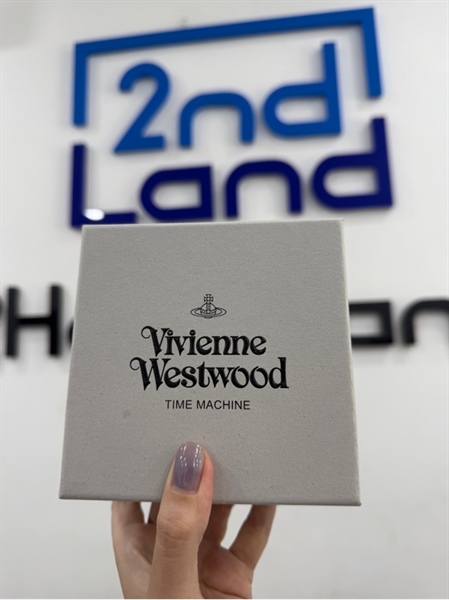 2nd
Land
Vivienne
Westwood
TIME MACHINE